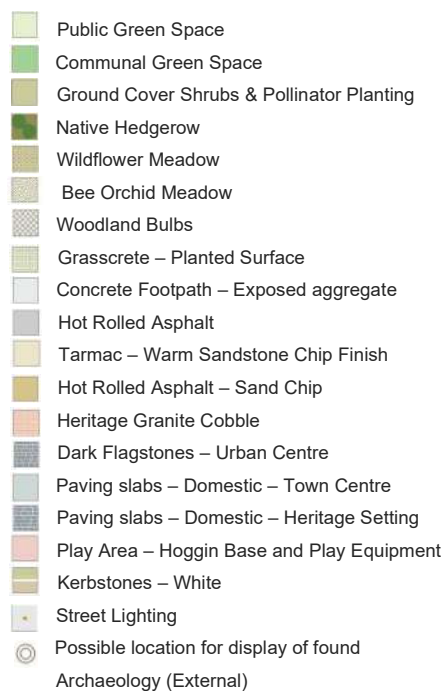 Public Green Space
Communal Green Space
Ground Cover Shrubs & Pollinator Planting
Native Hedgerow
Wildflower Meadow
Bee Orchid Meadow
Woodland Bulbs
Grasscrete – Planted Surface
Concrete Footpath – Exposed aggregate
Hot Rolled Asphalt
Tarmac – Warm Sandstone Chip Finish
Hot Rolled Asphalt – Sand Chip
Heritage Granite Cobble
Dark Flagstones – Urban Centre
Paving slabs – Domestic – Town Centre
Paving slabs – Domestic – Heritage Setting
Play Area – Hoggin Base and Play Equipment
Kerbstones – White
Street Lighting
Possible location for display of found
Archaeology (External)